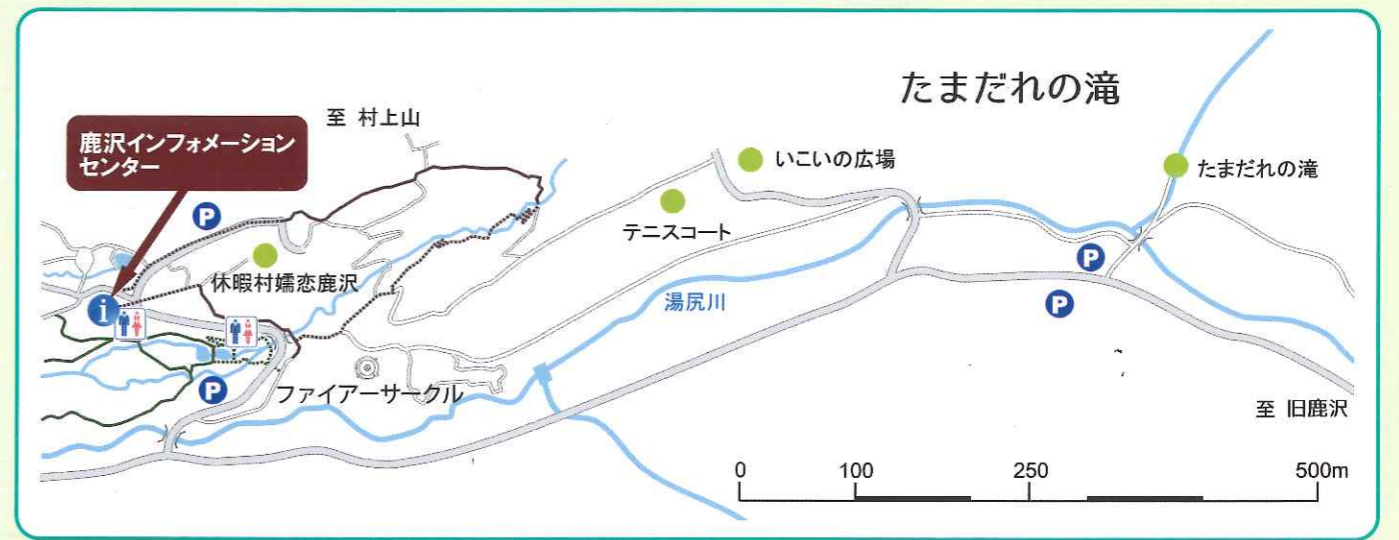 たまだれの滝
至 村上山
鹿沢インフォメーション
センター
P
いこいの広場
たまだれの滝
テニスコート
休暇村嬬恋鹿沢
湯尻川
P
i
P
P
ファイアーサークル
至 旧鹿沢
0 100 250 500m